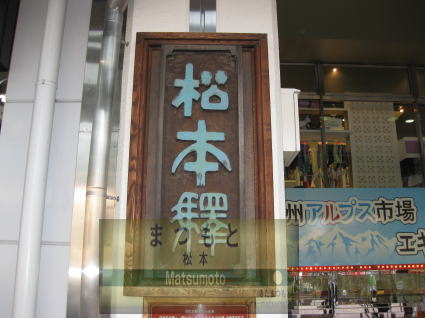 松本驛
まつもと
松本
Matsumoto
州アルプス市場
エキ